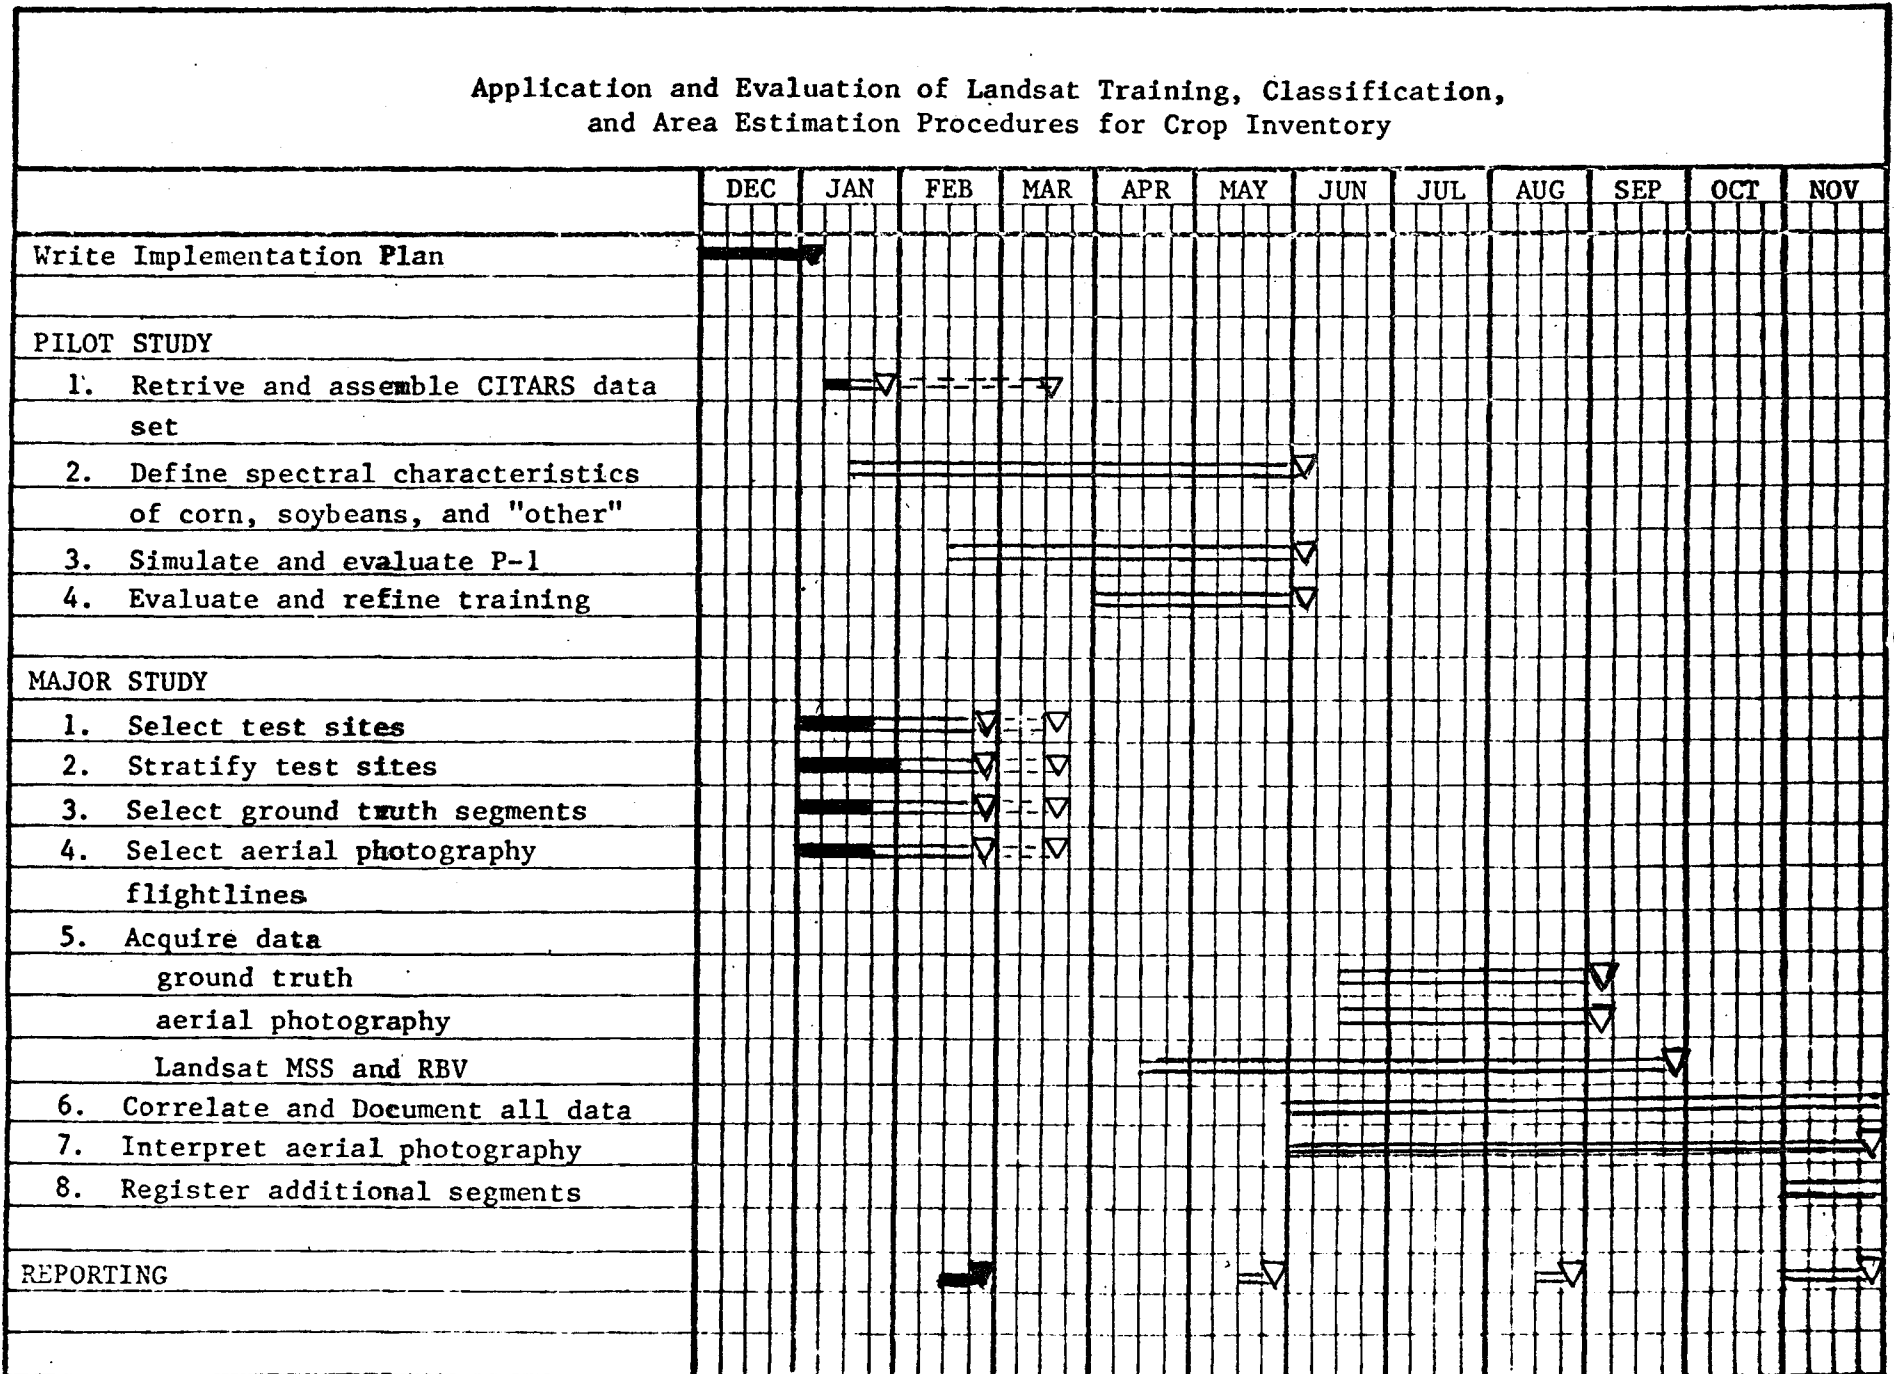 Application and Evaluation of Landsat Training, Classification,
and Area Estimation Procedures for Crop Inventory
DEC JAN FEB MAR APR MAY JUN JUL AUG SEP OCT NOV
Write Implementation Plan
PILOT STUDY
1. Retrive and assemble CITARS data
set
2. Define spectral characteristics
of corn, soybeans, and "other"
3. Simulate and evaluate P-1
4. Evaluate and refine training
MAJOR STUDY
1. Select test sites
2. Stratify test sites
3. Select ground truth segments
4. Select aerial photography
flightlines
5. Acquire data
ground truth
aerial photography
Landsat MSS and RBV
6. Correlate and Document all data
7. Interpret aerial photography
8. Register additional segments
REPORTING